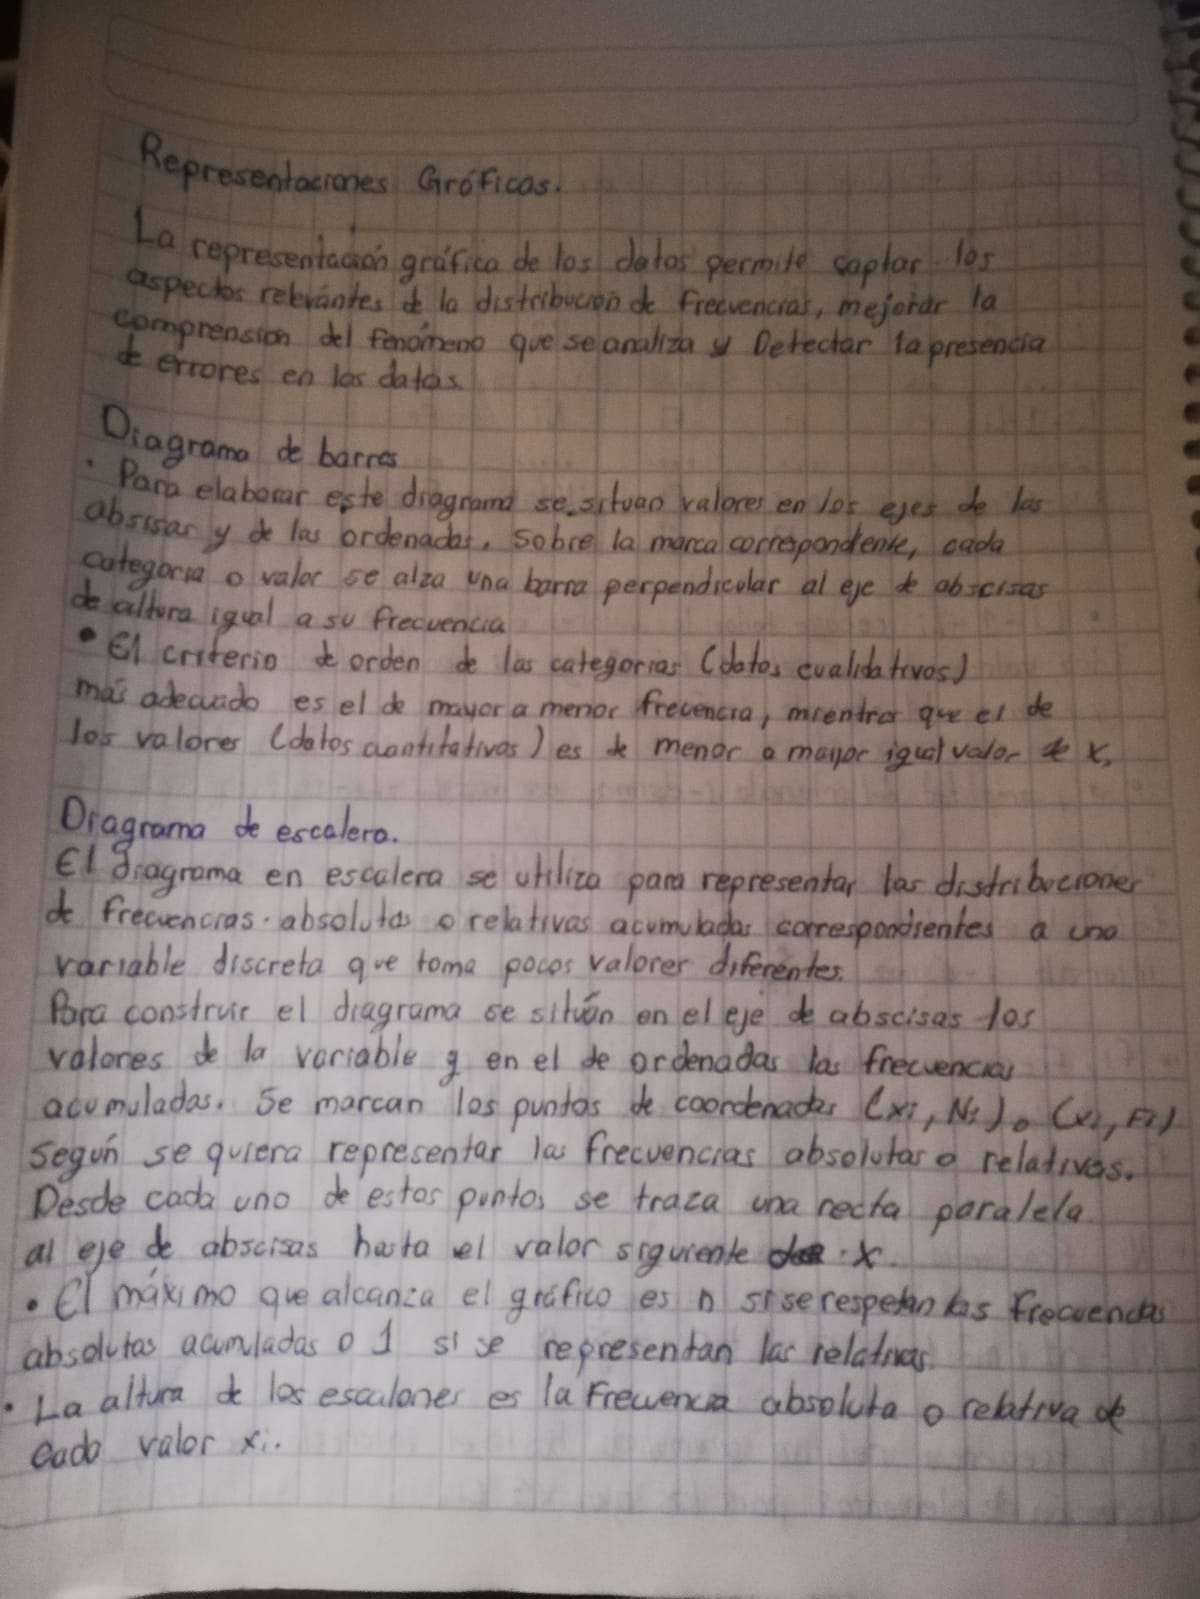 Representaciones Gráficas.
La representación gráfica de los datos permite captar los
aspectos relevantes de la distribución de frecuencias, mejorar la
comprension del fenómeno que se analiza y Detectar la presencia
de errores en los datos
Diagrama de barras
· Para elaborar este diagrama se situan valores en los ejes de las
absisas y de las ordenadas. Sobre la marca correspondente, cada
categoria o valor se alza una barra perpendicular al eje de abscisas
de altura igual a su frecuencia
• El criterio de orden de las categorias (datos cualidativos)
más adecuado es el de mayor a menor frecuencia, mientras que el de
los valores (datos cuantitativas) es de menor a mayor igual valor de x.
Diagrama de escalera.
El diagrama en escalera se utiliza para representar las distribuciones
de frecuencias absolutas o relativas acumuladas correspondientes a una
variable discreta que toma pocos valores diferentes.
Para construir el diagrama se sitúan en el eje de abscisas los
valores de la variable y en el de ordenadas las frecuencias
acumuladas. Se marcan los puntos de coordenadas (xi, Ni) o (xi, Fi)
Según se quiera representar las frecuencias absolutas o relativas.
Desde cada uno de estos puntos se traza una recta paralela
al eje de abscisas hasta el valor siguiente x.
• El máximo que alcanza el gráfico es n si se respetan las frecuencias
absolutas acumuladas o 1 si se representan las relativas.
• La altura de los escalones es la Frecuencia absoluta o relativa de
cada valor xi.